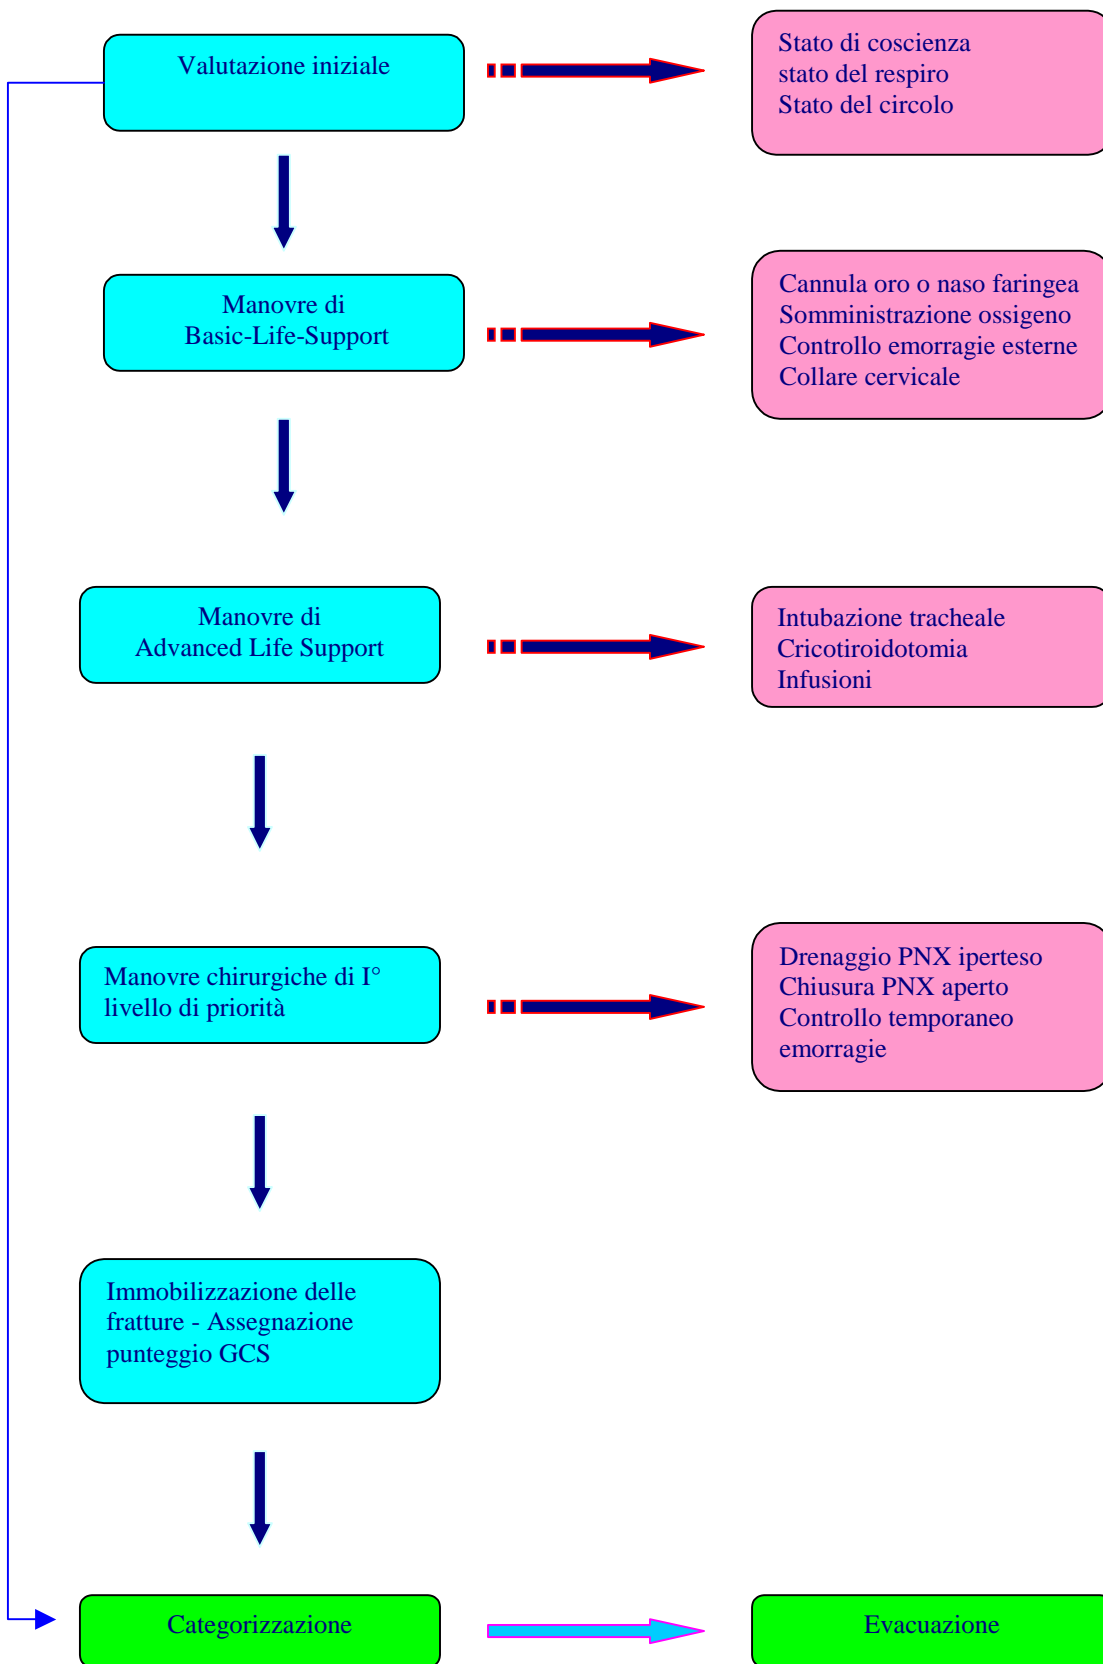 Valutazione iniziale
Stato di coscienza
stato del respiro
Stato del circolo
Manovre di
Basic-Life-Support
Cannula oro o naso faringea
Somministrazione ossigeno
Controllo emorragie esterne
Collare cervicale
Manovre di
Advanced Life Support
Intubazione tracheale
Cricotiroidotomia
Infusioni
Manovre chirurgiche di I°
livello di priorità
Drenaggio PNX iperteso
Chiusura PNX aperto
Controllo temporaneo
emorragie
Immobilizzazione delle
fratture - Assegnazione
punteggio GCS
Categorizzazione
Evacuazione